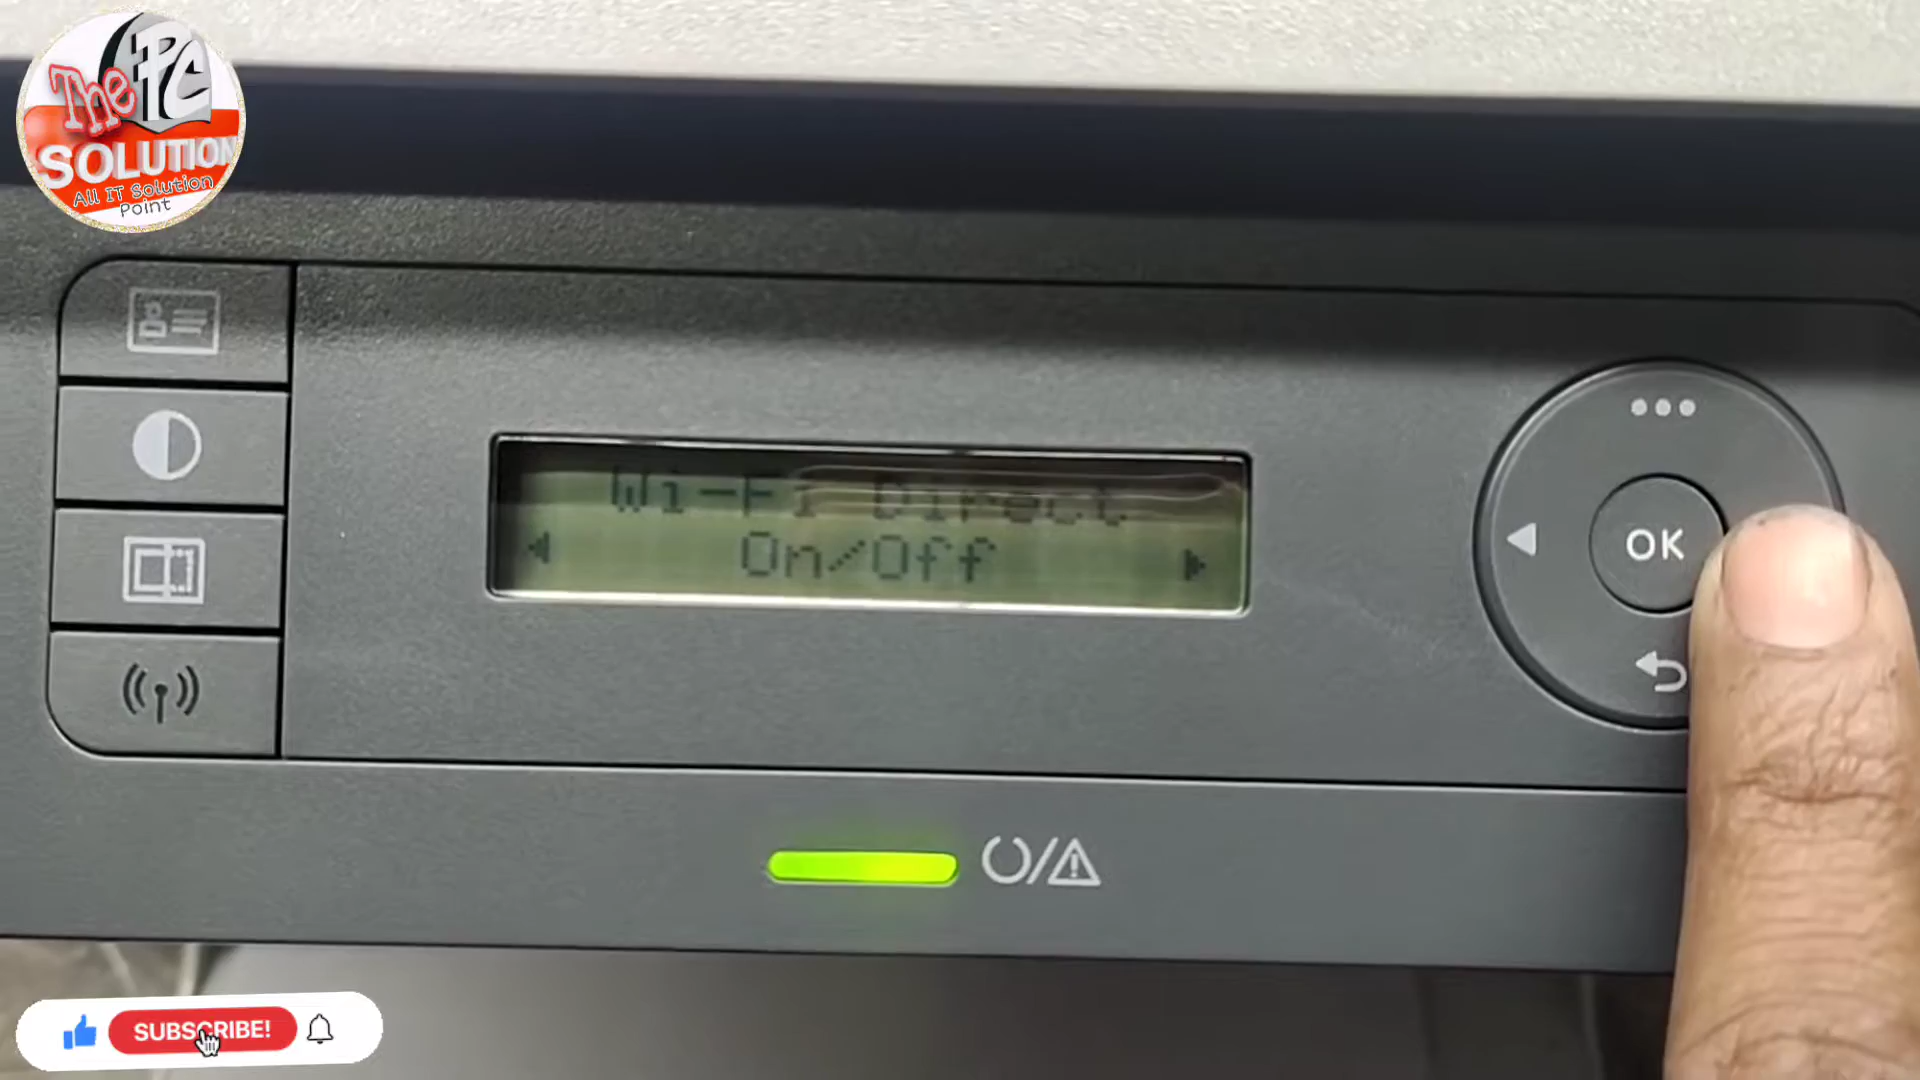 The PC
SOLUTION
All IT Solution
Point
Wi-Fi Direct
On/Off
OK
SUBSCRIBE!